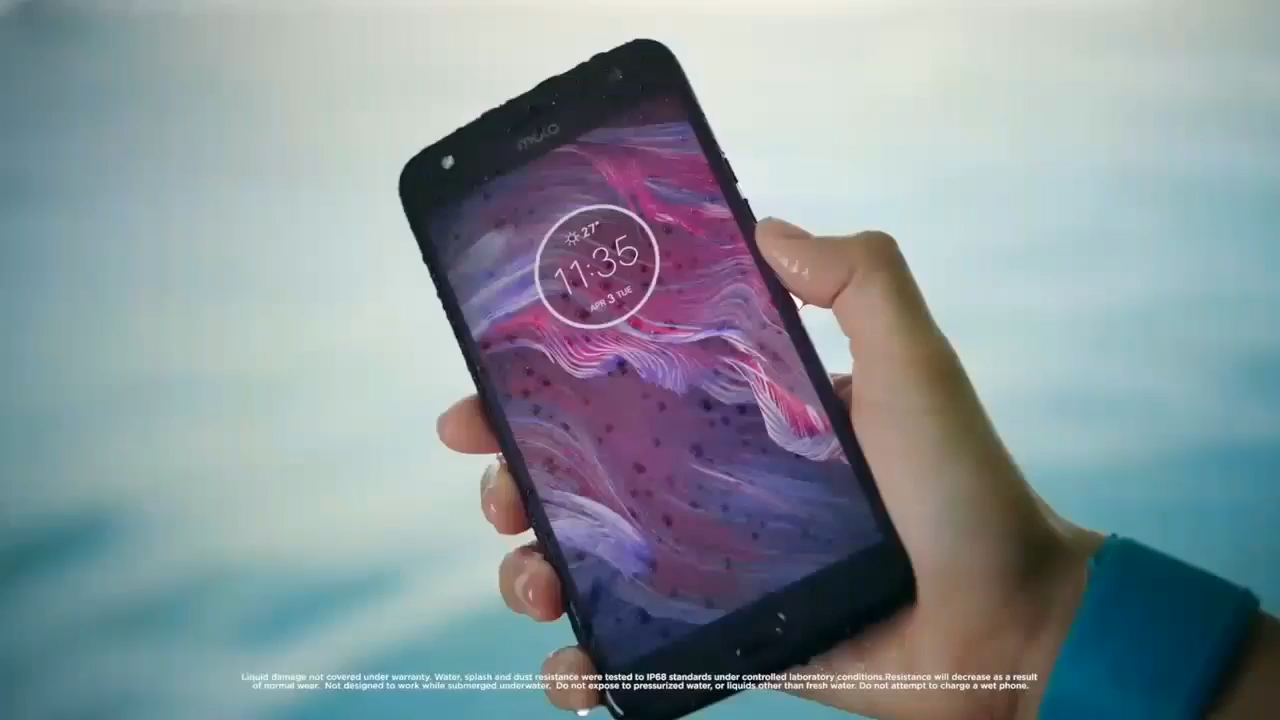 moto
27°
11:35
APR 3 TUE
Liquid damage not covered under warranty. Water, splash and dust resistance were tested to IP68 standards under controlled laboratory conditions.Resistance will decrease as a result
of normal wear. Not designed to work while submerged underwater. Do not expose to pressurized water, or liquids other than fresh water. Do not attempt to charge a wet phone.